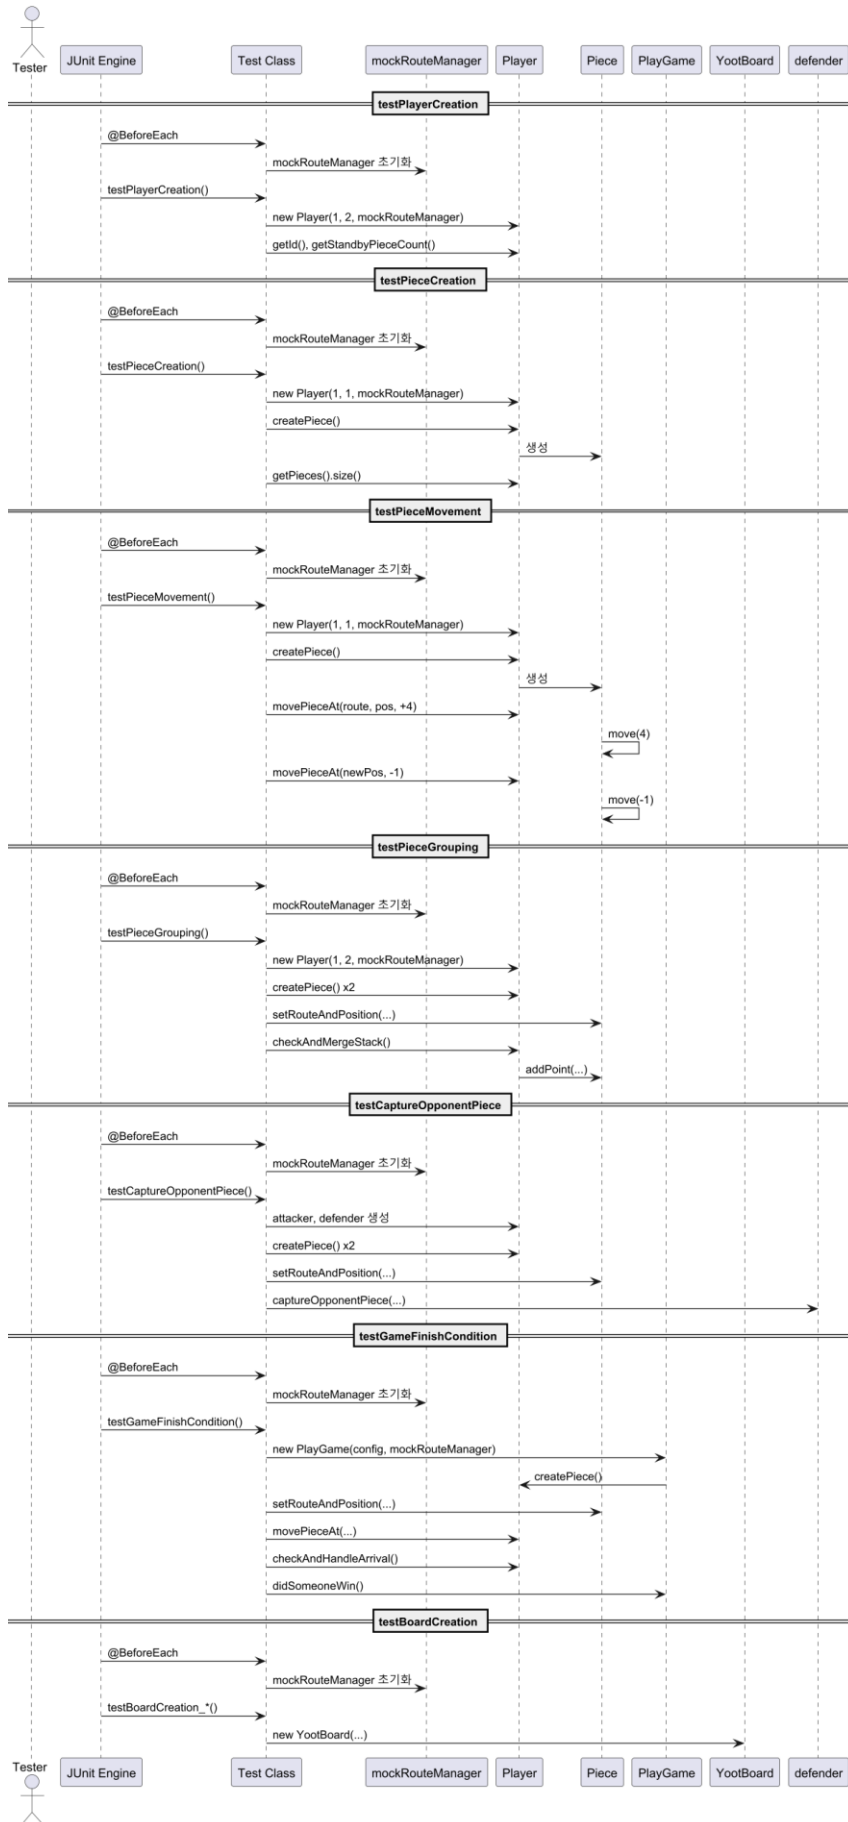 Tester
JUnit Engine
Test Class
mockRouteManager
Player
Piece
PlayGame
YootBoard
defender
testPlayerCreation
@BeforeEach
mockRouteManager 초기화
testPlayerCreation()
new Player(1, 2, mockRouteManager)
getId(), getStandbyPieceCount()
testPieceCreation
@BeforeEach
mockRouteManager 초기화
testPieceCreation()
new Player(1, 1, mockRouteManager)
createPiece()
생성
getPieces().size()
testPieceMovement
@BeforeEach
mockRouteManager 초기화
testPieceMovement()
new Player(1, 1, mockRouteManager)
createPiece()
생성
movePieceAt(route, pos, +4)
move(4)
movePieceAt(newPos, -1)
move(-1)
testPieceGrouping
@BeforeEach
mockRouteManager 초기화
testPieceGrouping()
new Player(1, 2, mockRouteManager)
createPiece() x2
setRouteAndPosition(...)
checkAndMergeStack()
addPoint(...)
testCaptureOpponentPiece
@BeforeEach
mockRouteManager 초기화
testCaptureOpponentPiece()
attacker, defender 생성
createPiece() x2
setRouteAndPosition(...)
captureOpponentPiece(...)
testGameFinishCondition
@BeforeEach
mockRouteManager 초기화
testGameFinishCondition()
new PlayGame(config, mockRouteManager)
createPiece()
setRouteAndPosition(...)
movePieceAt(...)
checkAndHandleArrival()
didSomeoneWin()
testBoardCreation
@BeforeEach
mockRouteManager 초기화
testBoardCreation_*()
new YootBoard(...)
Tester
JUnit Engine
Test Class
mockRouteManager
Player
Piece
PlayGame
YootBoard
defender